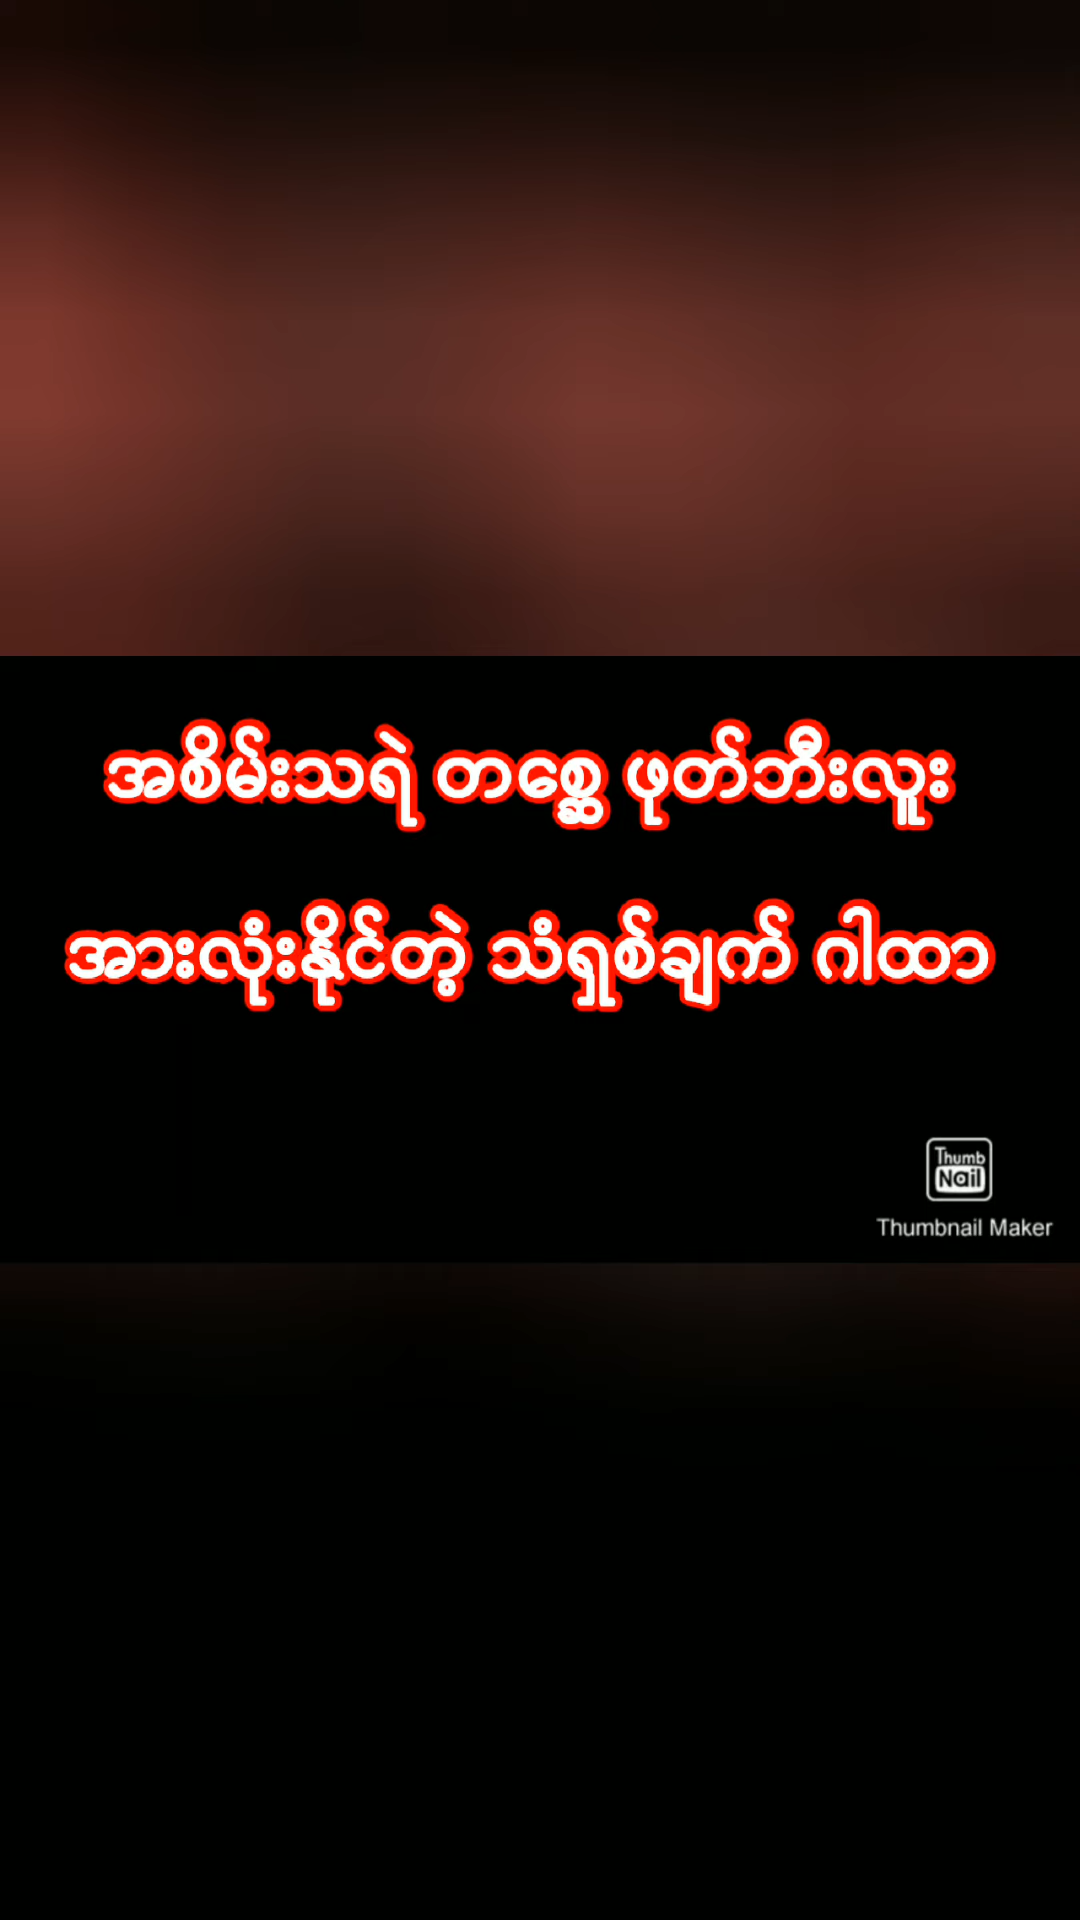 အစိမ်းသရဲ တစ္ဆေ ဖုတ်ဘီးလူး
အားလုံးနိုင်တဲ့ သံရှစ်ချက် ဂါထာ
Thumb
Nail
Thumbnail Maker